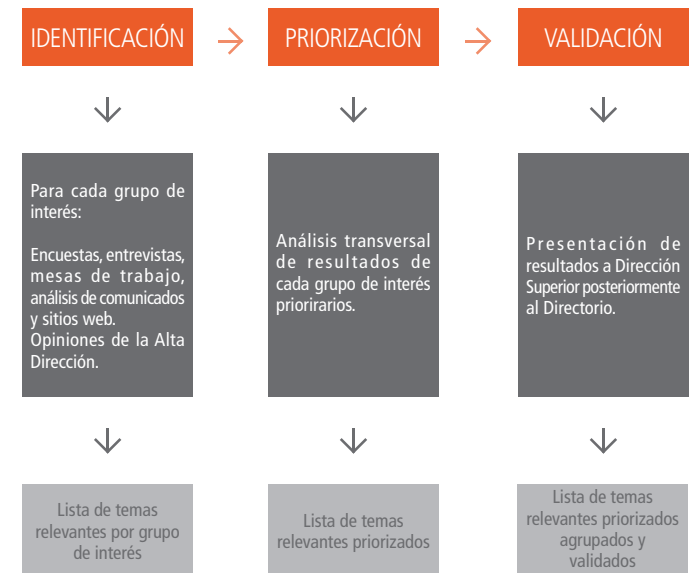 IDENTIFICACIÓN
PRIORIZACIÓN
VALIDACIÓN
Para cada grupo de
interés:
Encuestas, entrevistas,
mesas de trabajo,
análisis de comunicados
y sitios web.
Opiniones de la Alta
Dirección.
Análisis transversal
de resultados de
cada grupo de interés
priorirarios.
Presentación de
resultados a Dirección
Superior posteriormente
al Directorio.
Lista de temas
relevantes por grupo
de interés
Lista de temas
relevantes priorizados
Lista de temas
relevantes priorizados
agrupados y
validados